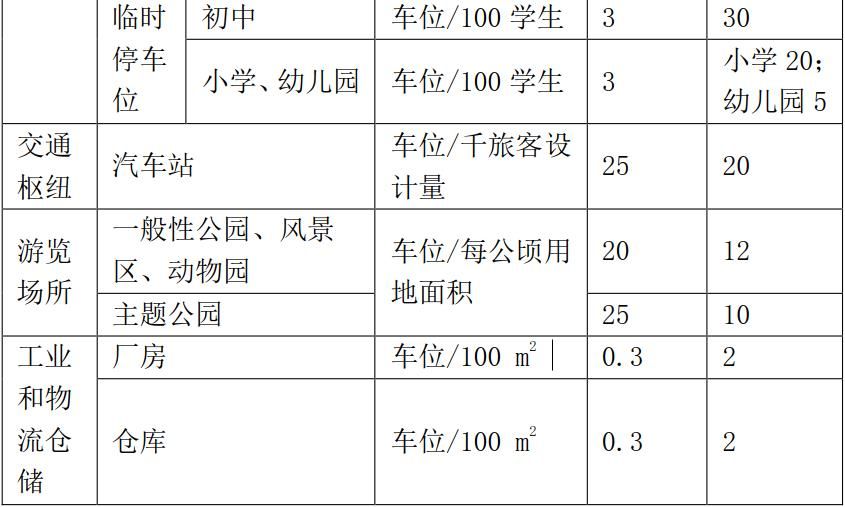 临时停车位 初中 车位/100 学生 3 30
小学、幼儿园 车位/100 学生 3 小学 20；幼儿园 5
交通枢纽 汽车站 车位/千旅客设计量 25 20
游览场所 一般性公园、风景区、动物园 车位/每公顷用地面积 20 12
主题公园 25 10
工业和物流仓储 厂房 车位/100 m² 0.3 2
仓库 车位/100 m² 0.3 2